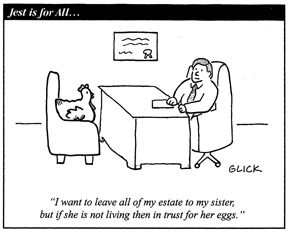 Jest is for All...
GLICK
"I want to leave all of my estate to my sister,
but if she is not living then in trust for her eggs."